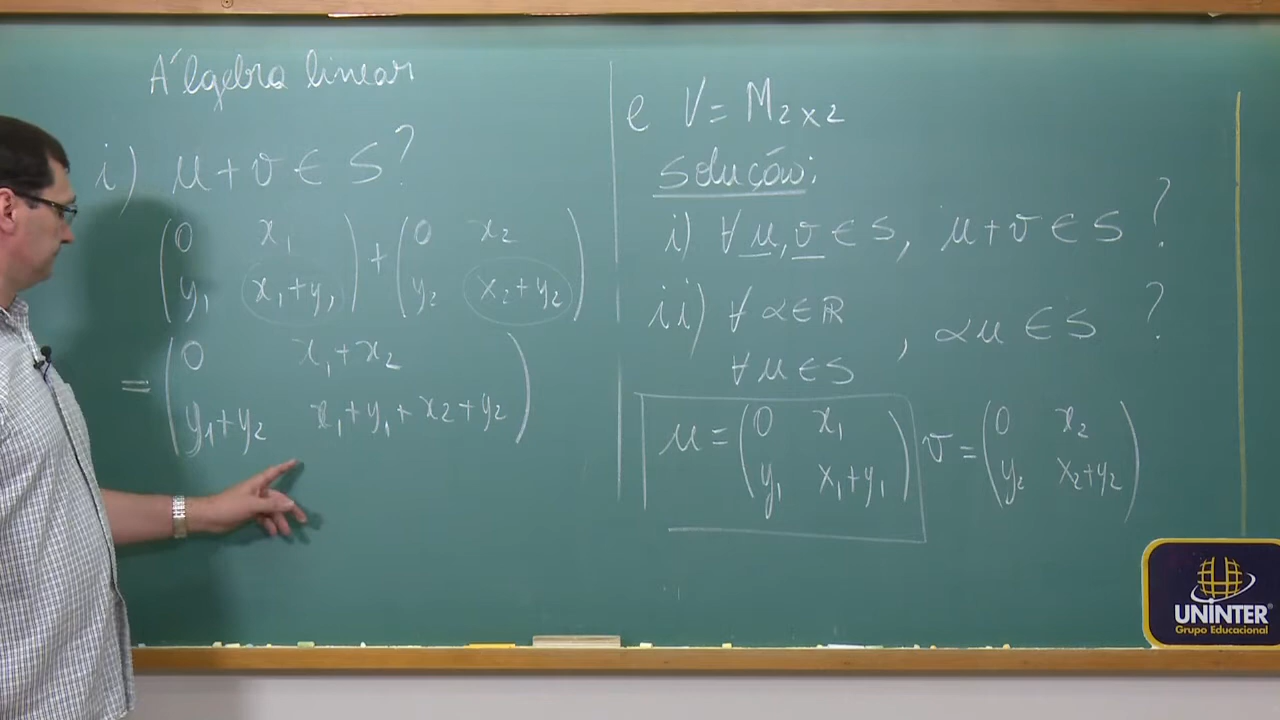 Álgebra linear
i) u + v ∈ S?
(0 x₁ + (0 x₂
y₁ x₁+y₁) y₂ x₂+y₂)
= (0 x₁+x₂
y₁+y₂ x₁+y₁+x₂+y₂)
e V = M₂ₓ₂
solução:
i) ∀ u, v ∈ S, u + v ∈ S ?
ii) ∀ α ∈ ℝ
∀ u ∈ S , αu ∈ S ?
u = (0 x₁ v = (0 x₂
y₁ x₁+y₁) y₂ x₂+y₂)
UNINTER
Grupo Educacional